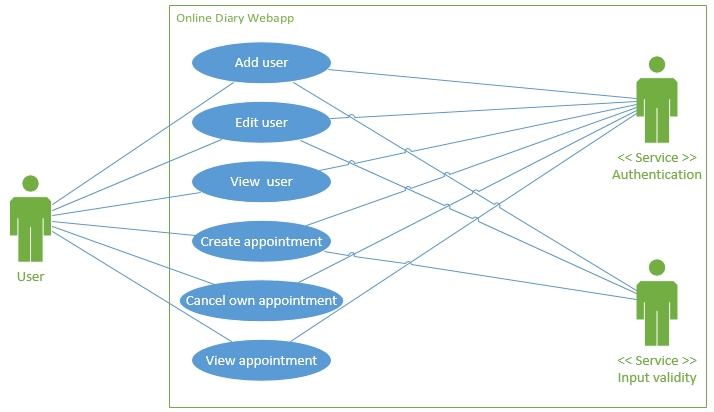 Online Diary Webapp
Add user
Edit user
View  user
Create appointment
Cancel own appointment
View appointment
User
<< Service >>
Authentication
<< Service >>
Input validity